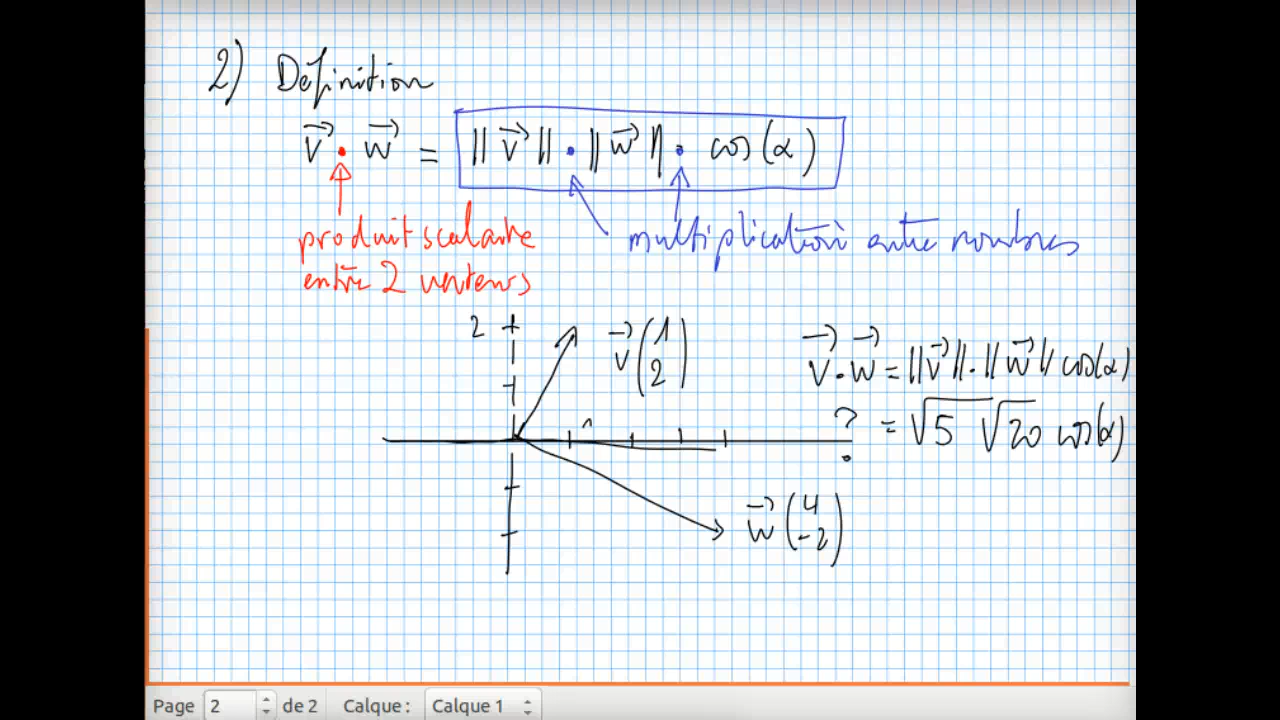 2) Définition
v⃗ • w⃗ = ||v⃗|| • ||w⃗|| • cos(α)
produit scalaire
multiplication entre nombres
entre 2 vecteurs
2
v⃗ (1 2)
v⃗ • w⃗ = ||v⃗|| . ||w⃗|| cos(α)
? = √5 √20 cos(α)
w⃗ (4 -2)
Page 2 de 2 Calque : Calque 1